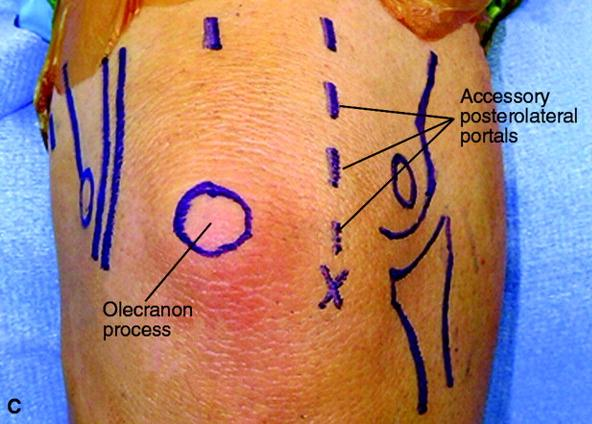 Accessory
posterolateral
portals
Olecranon
process
X
C